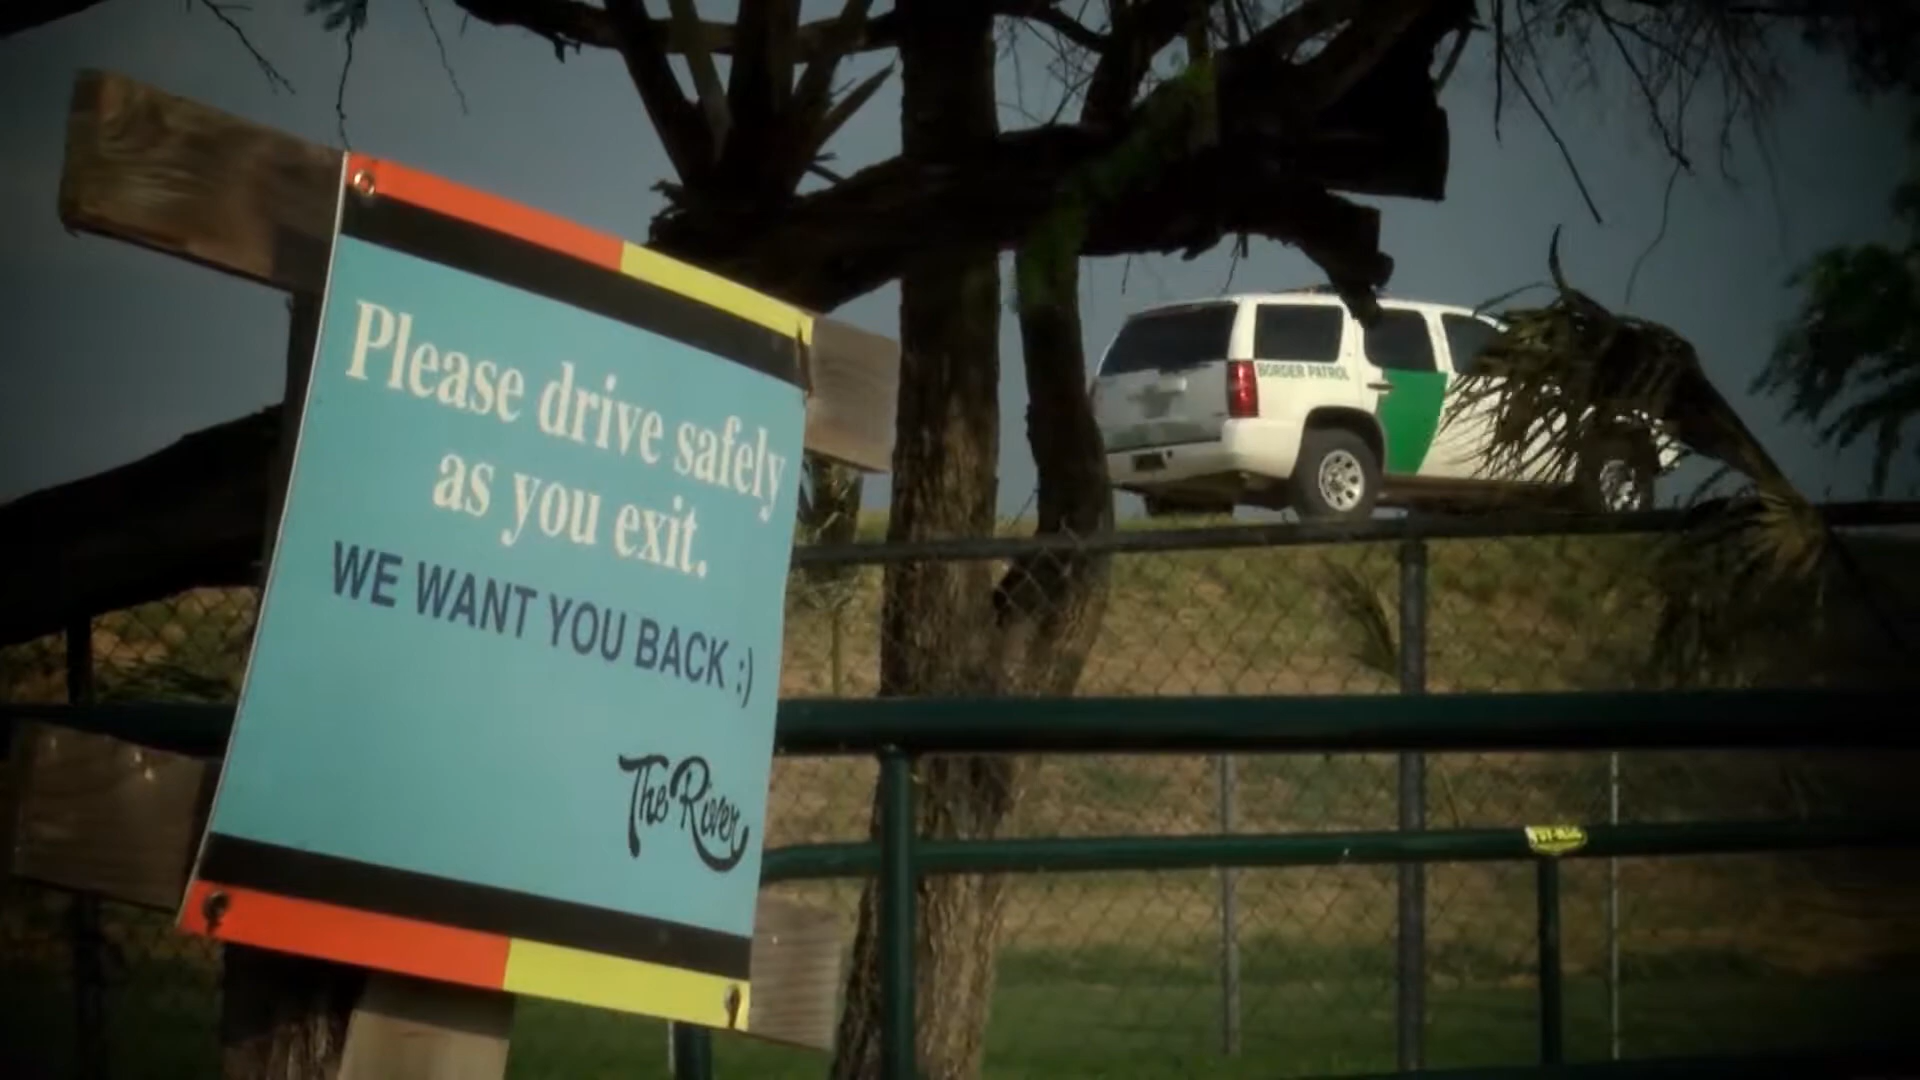 Please drive safely
as you exit.
WE WANT YOU BACK :)
The River
BORDER PATROL